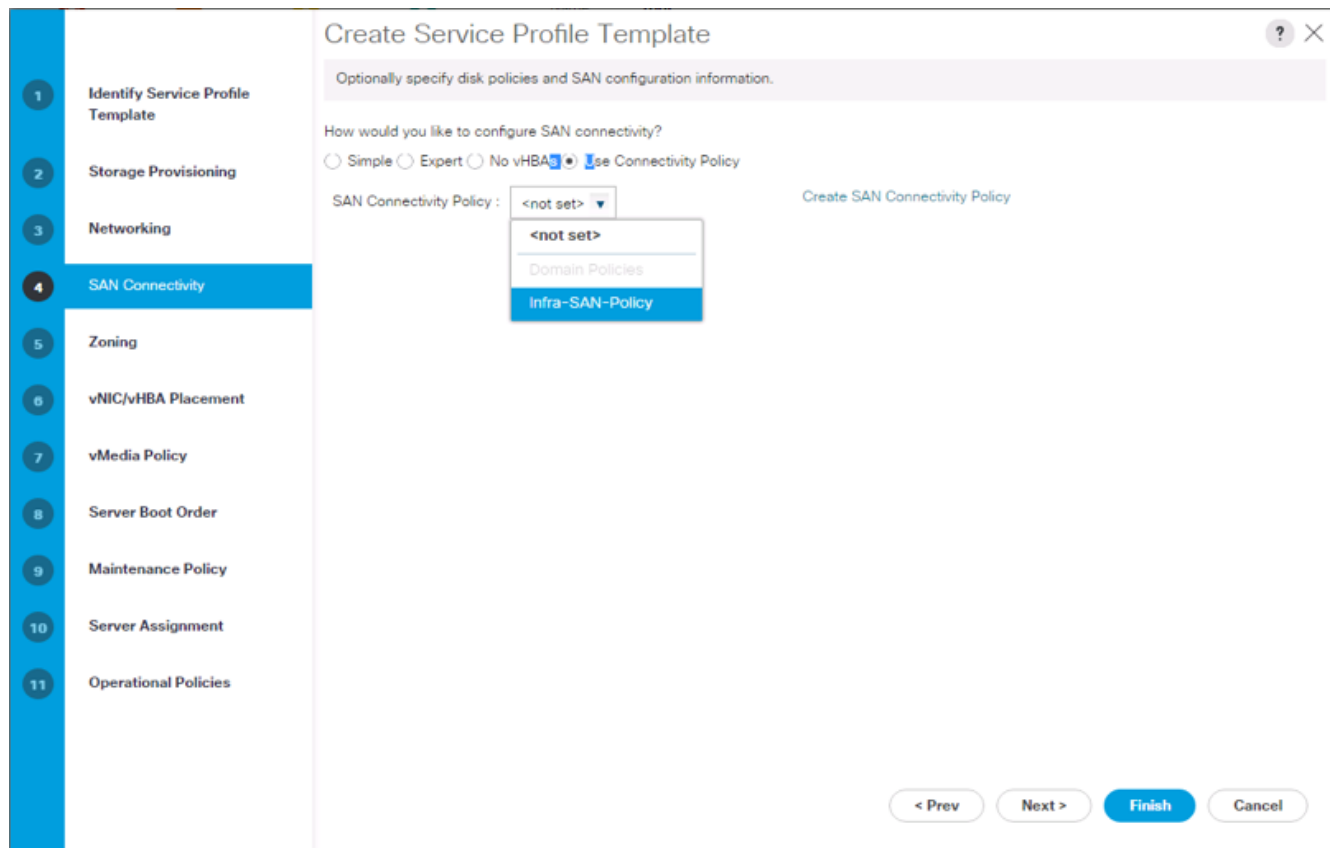 Create Service Profile Template
?
Optionally specify disk policies and SAN configuration information.
1
Identify Service Profile
Template
2
Storage Provisioning
3
Networking
4
SAN Connectivity
5
Zoning
6
vNIC/vHBA Placement
7
vMedia Policy
8
Server Boot Order
9
Maintenance Policy
10
Server Assignment
11
Operational Policies
How would you like to configure SAN connectivity?
Simple Expert No vHBAs Use Connectivity Policy
SAN Connectivity Policy : <not set> Create SAN Connectivity Policy
<not set>
Domain Policies
Infra-SAN-Policy
< Prev Next > Finish Cancel